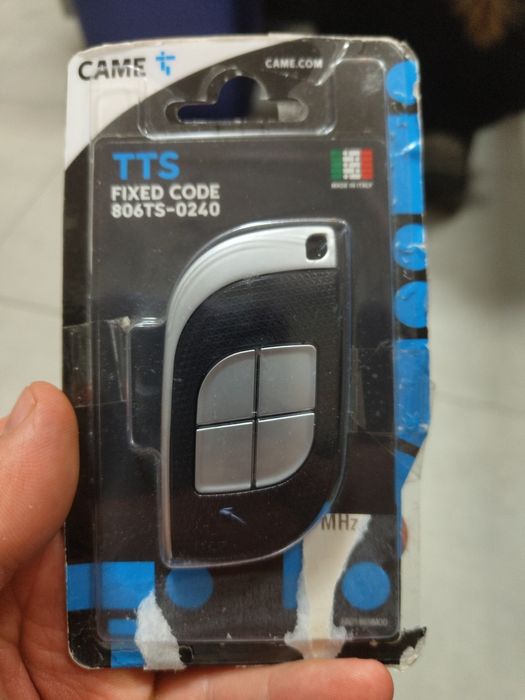 CAME
CAME.COM
TTS
FIXED CODE
806TS-0240
MADE IN ITALY
MHz